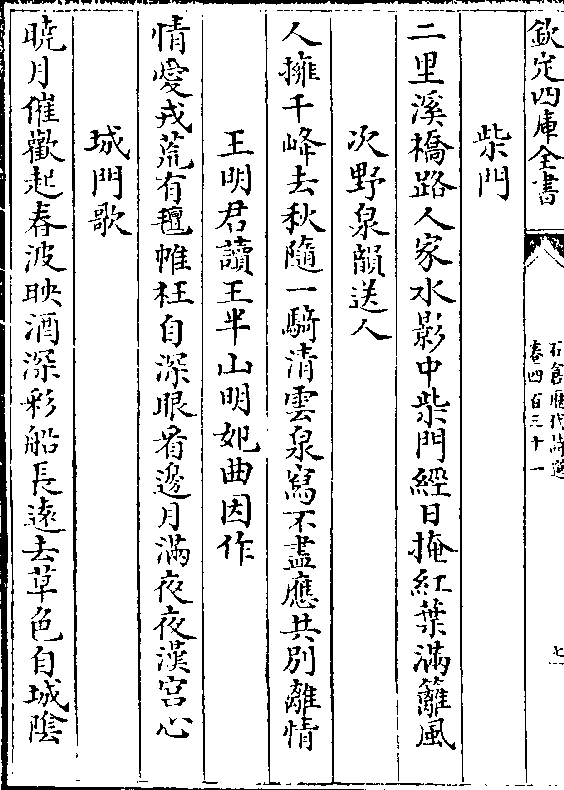 欽定四庫全書
石倉歷代詩選
卷四百三十一
七
柴門
二里溪橋路人家水影中柴門經日掩紅葉滿籬風
次野泉韻送人
人擁千峰去秋隨一騎清雲泉寫不盡應共别離情
王明君讀王半山明妃曲因作
情愛戎荒有氊帷枉自深眼看邊月滿夜夜漢宫心
城門歌
曉月催歡起春波映酒深彩船長逺去草色自城隂